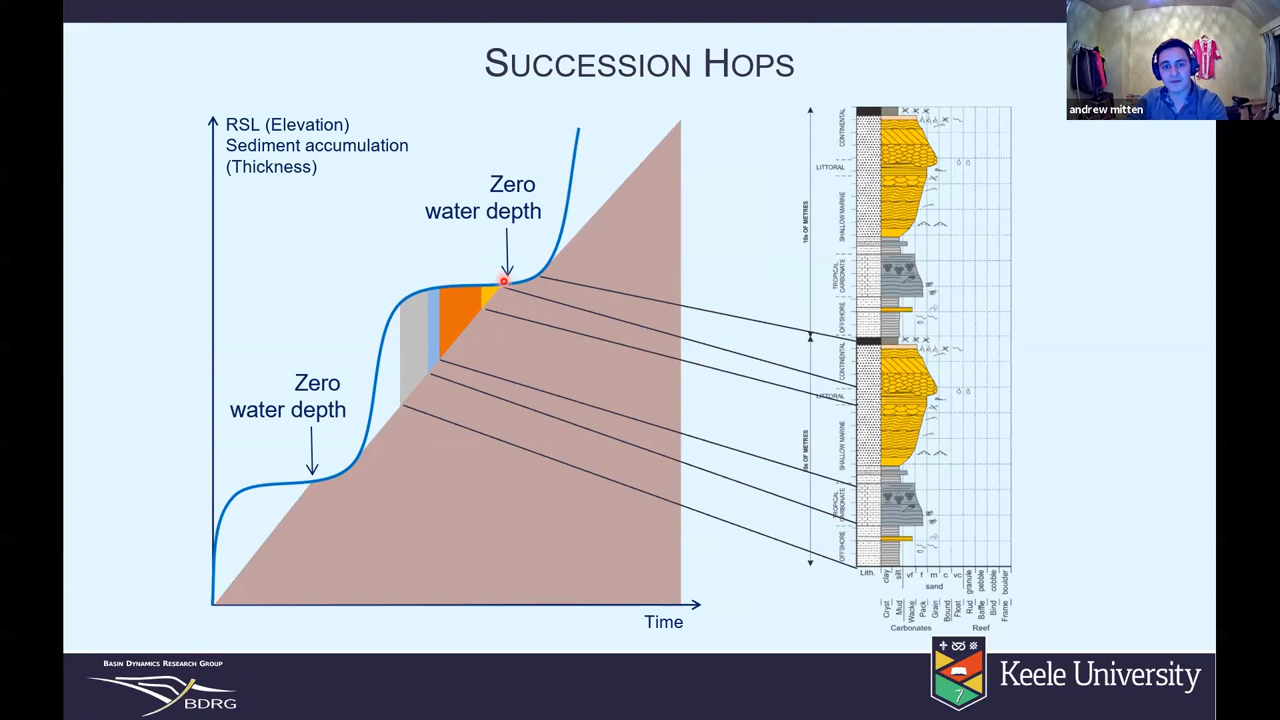 SUCCESSION HOPS
andrew mitten
RSL (Elevation)
Sediment accumulation
(Thickness)
Zero
water depth
Zero
water depth
Time
CONTINENTAL
LITTORAL
SHALLOW MARINE
TROPICAL
CARBONATE
OFFSHORE
10s OF METRES
CONTINENTAL
LITTORAL
SHALLOW MARINE
TROPICAL
CARBONATE
OFFSHORE
10s OF METRES
Lith.
clay
silt
vf
f
m
c
vc
sand
granule
pebble
cobble
boulder
Cryst
Mud
Wacke
Pack
Grain
Bound
Float
Rud
Baffle
Bind
Frame
Carbonates
Reef
BASIN DYNAMICS RESEARCH GROUP
BDRG
Keele University